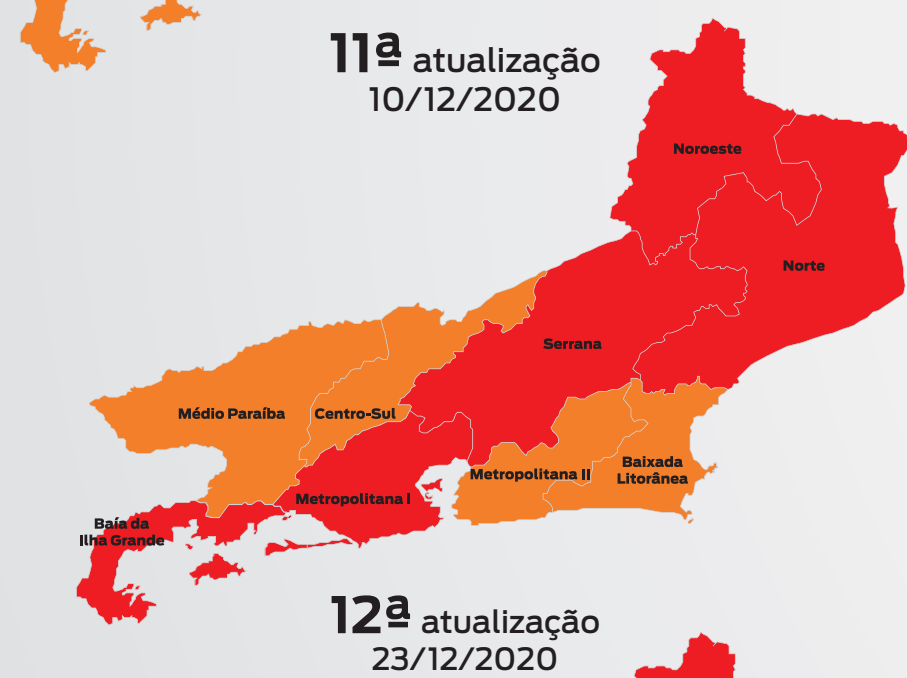 11ª atualização
10/12/2020
Noroeste
Norte
Serrana
Médio Paraíba
Centro-Sul
Baixada
Litorânea
Metropolitana II
Metropolitana I
Baía da
Ilha Grande
12ª atualização
23/12/2020